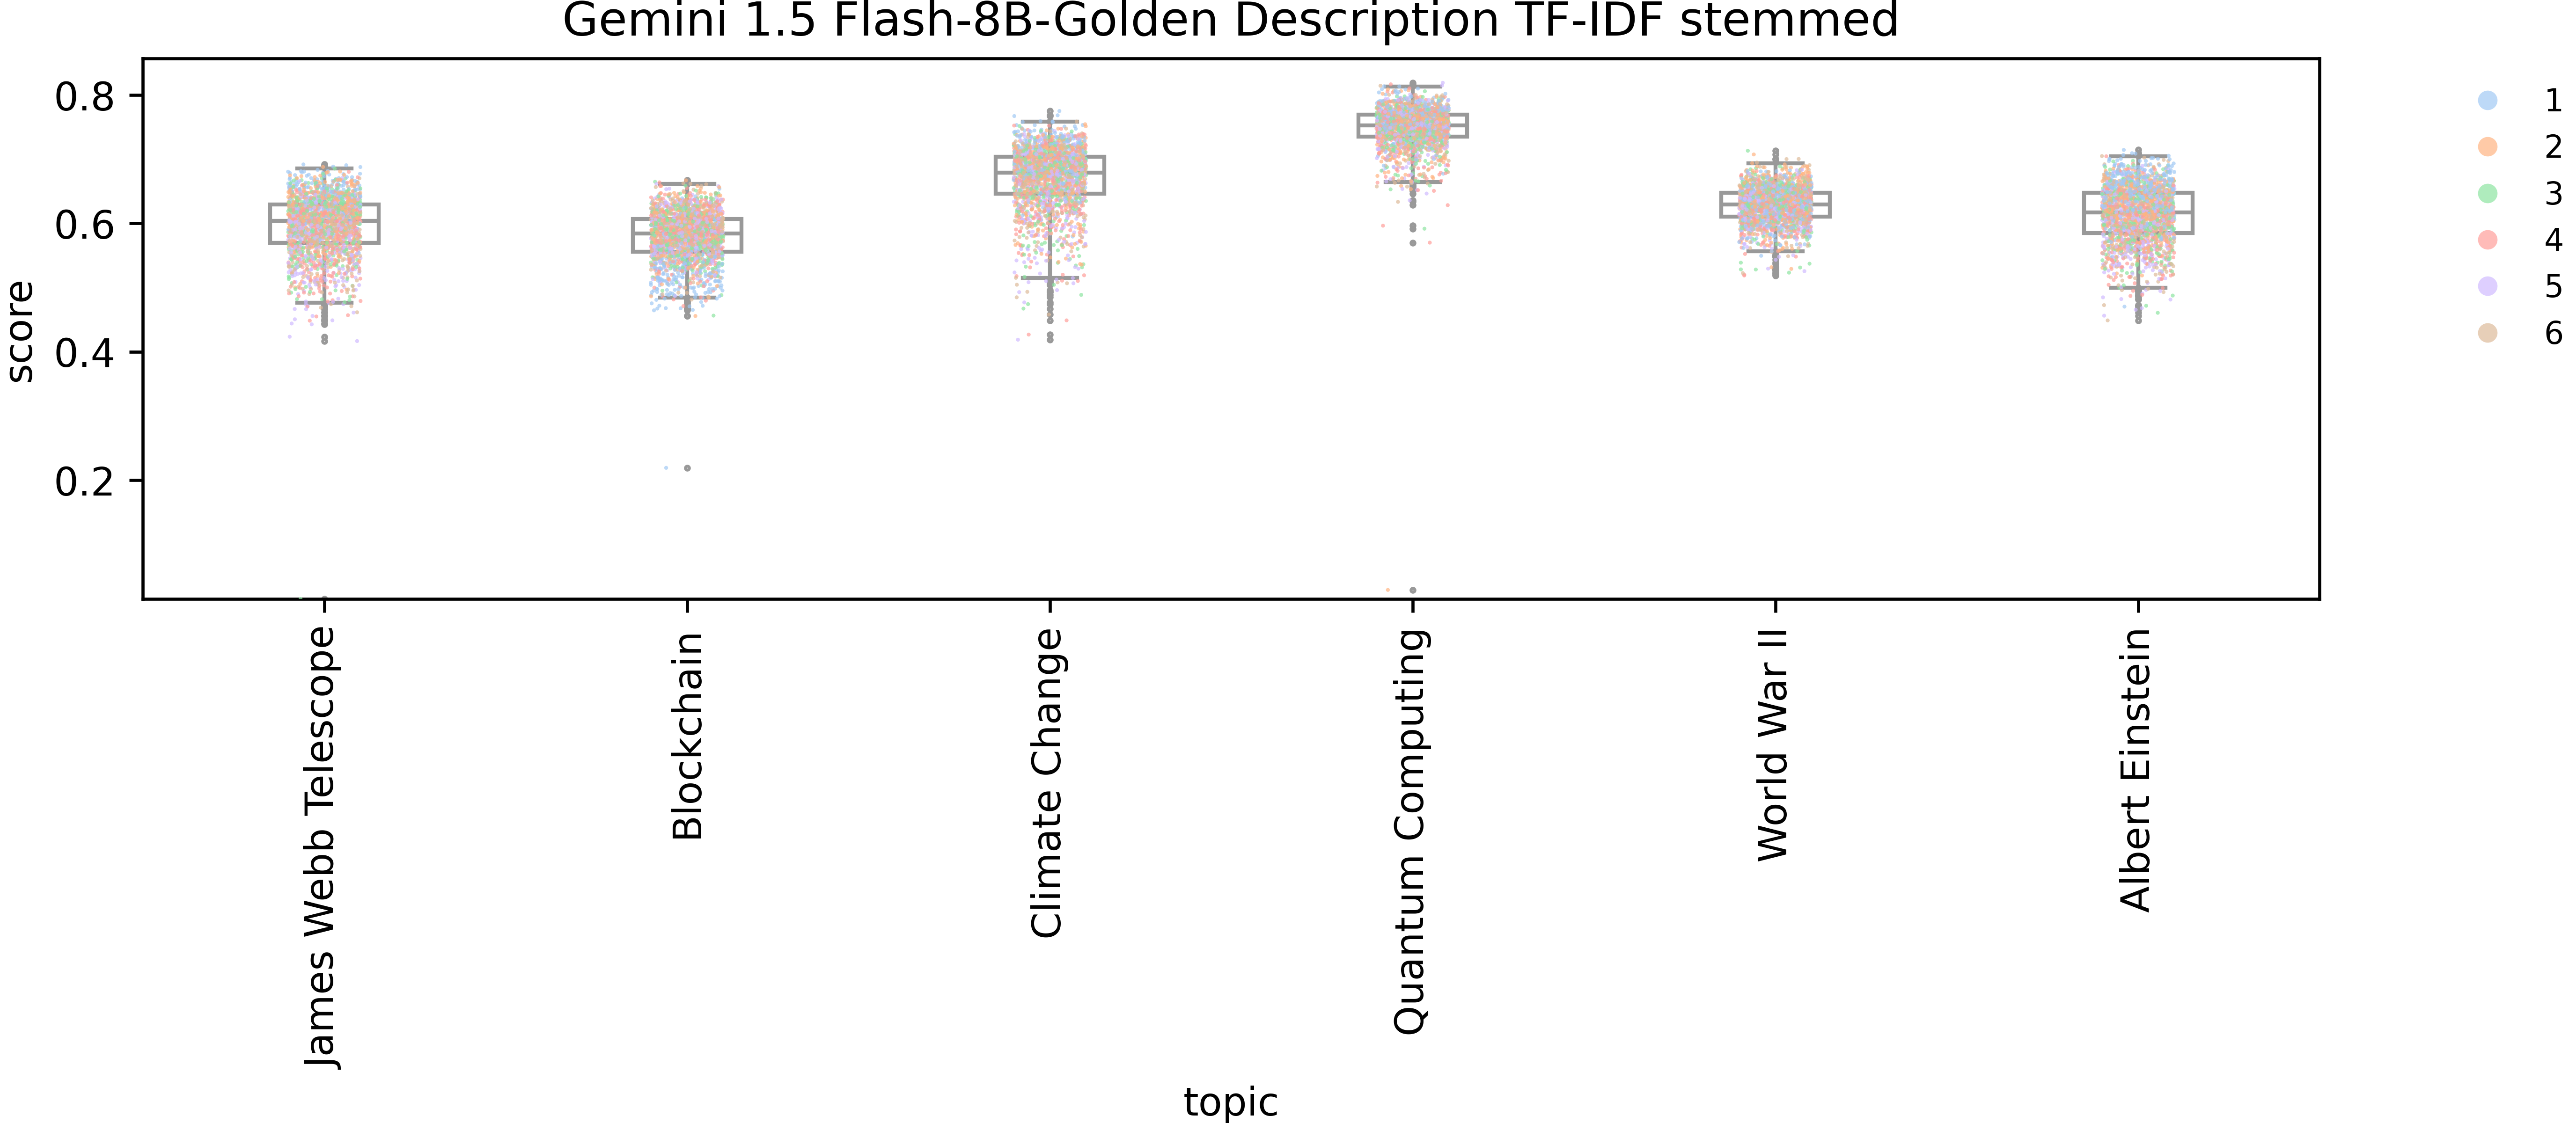 Gemini 1.5 Flash-8B-Golden Description TF-IDF stemmed
score
0.8
0.6
0.4
0.2
1
2
3
4
5
6
James Webb Telescope
Blockchain
Climate Change
Quantum Computing
World War II
Albert Einstein
topic